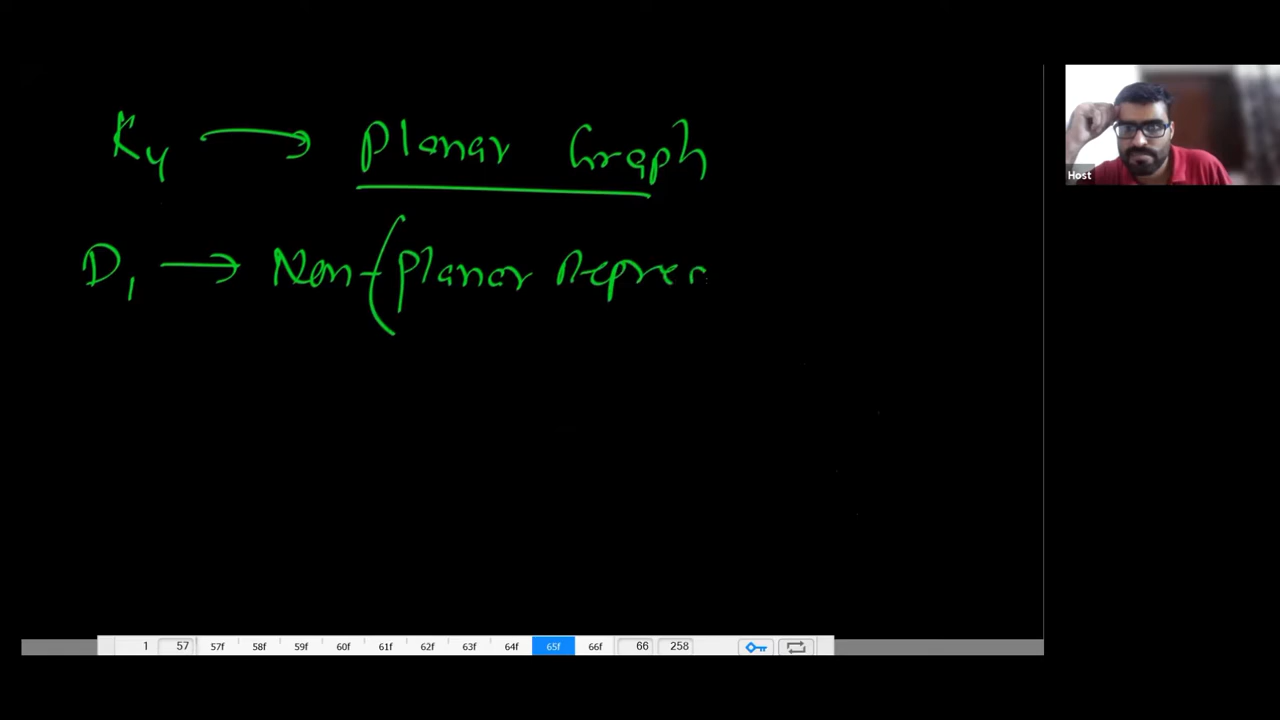 K4 → Planar Graph
D1 → Non-(planar Repre
Host
1 57 57f 58f 59f 60f 61f 62f 63f 64f 65f 66f 66 258